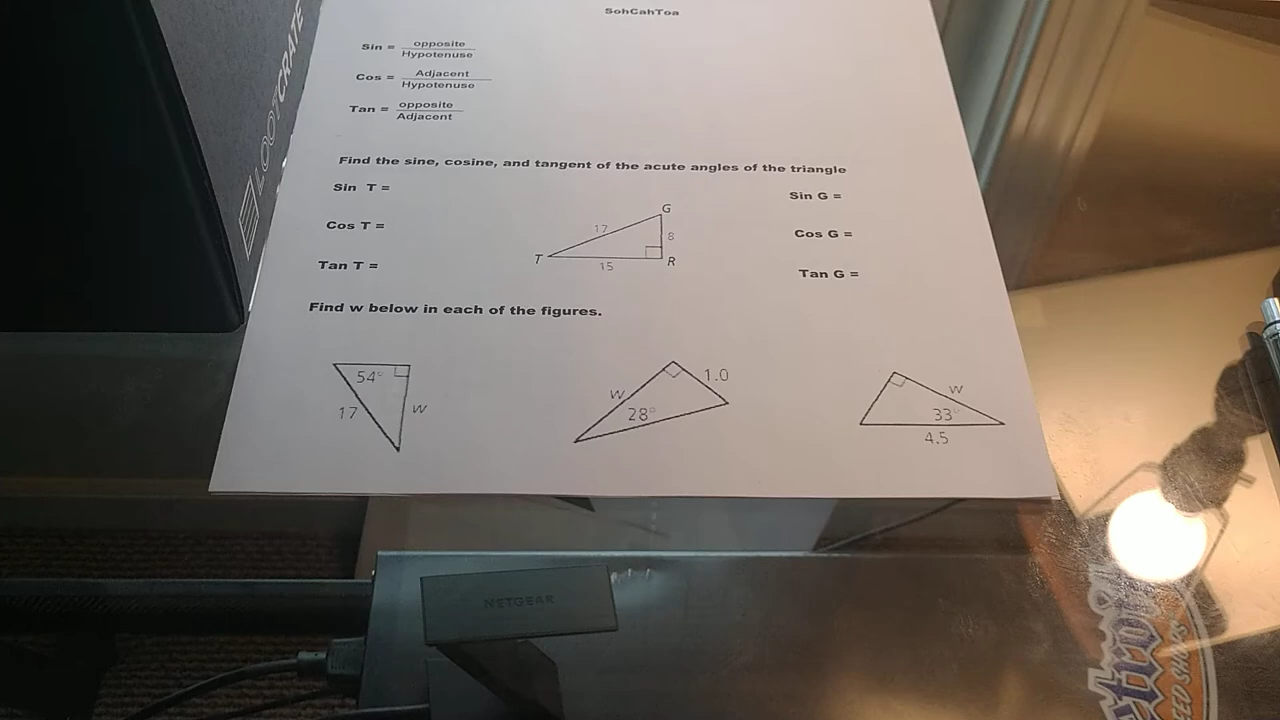 SohCahToa
Sin = opposite
Hypotenuse
Cos = Adjacent
Hypotenuse
Tan = opposite
Adjacent
Find the sine, cosine, and tangent of the acute angles of the triangle
Sin T =
Cos T =
Tan T =
G
17
8
T
15
R
Sin G =
Cos G =
Tan G =
Find w below in each of the figures.
54°
17
w
w
1.0
28°
w
33°
4.5
LOOTCRATE
NETGEAR